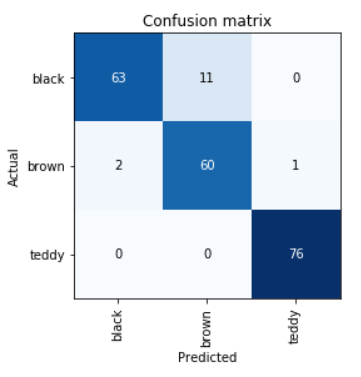 Confusion matrix
black 63 11 0
brown 2 60 1
teddy 0 0 76
Actual
black brown teddy
Predicted